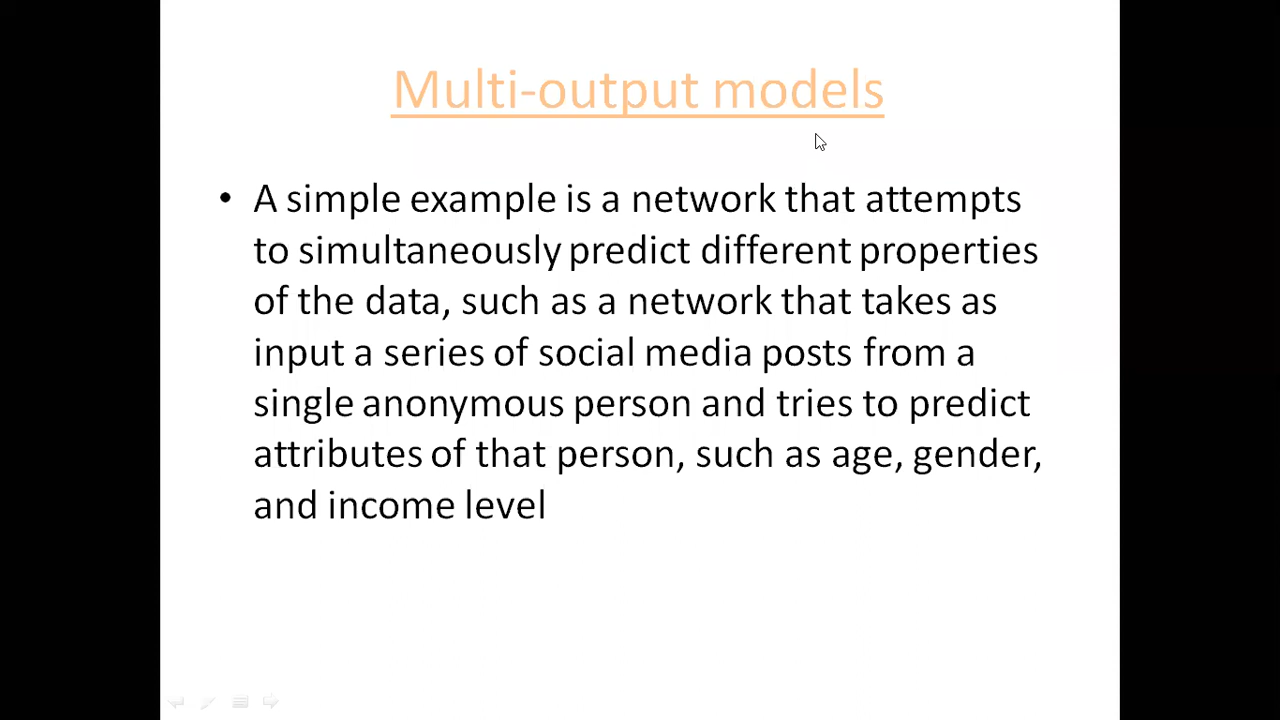 Multi-output models
• A simple example is a network that attempts
to simultaneously predict different properties
of the data, such as a network that takes as
input a series of social media posts from a
single anonymous person and tries to predict
attributes of that person, such as age, gender,
and income level